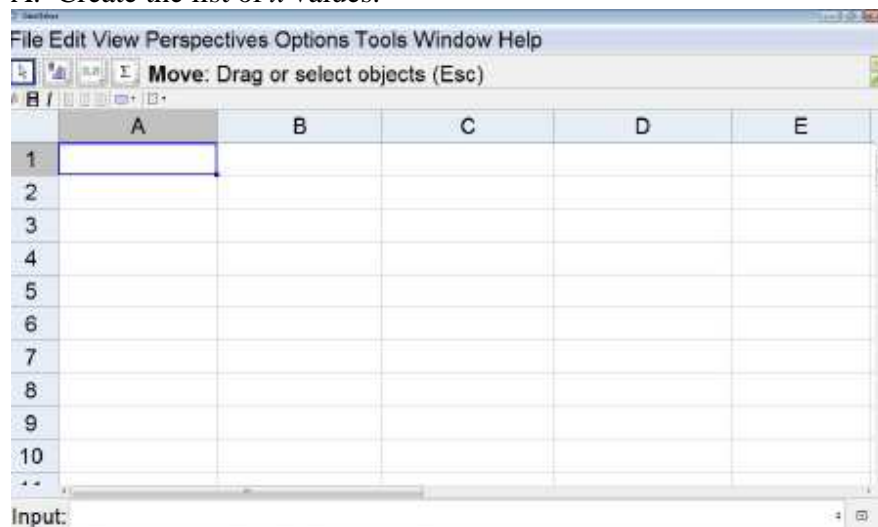 A. Create the list of x values.
GeoGebra
File Edit View Perspectives Options Tools Window Help
Move: Drag or select objects (Esc)
A B C D E
1
2
3
4
5
6
7
8
9
10
Input: